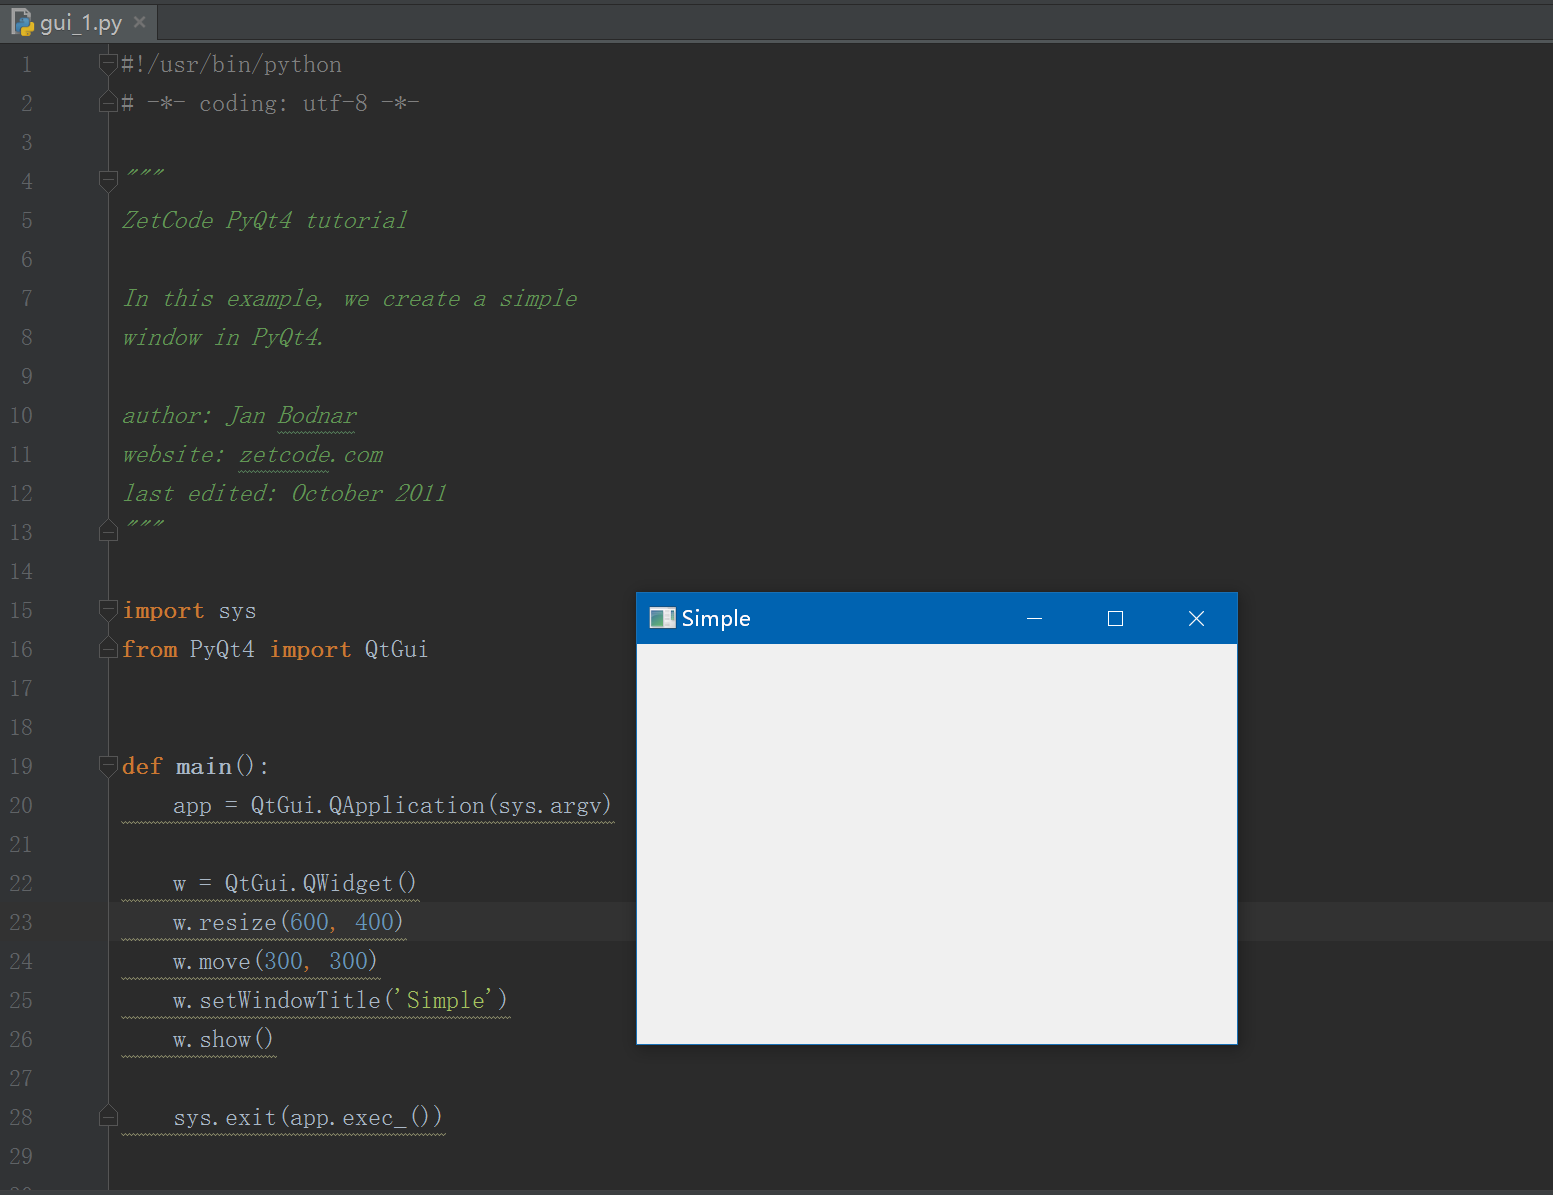 gui_1.py
1 #!/usr/bin/python
2 # -*- coding: utf-8 -*-
3
4 """
5 ZetCode PyQt4 tutorial
6
7 In this example, we create a simple
8 window in PyQt4.
9
10 author: Jan Bodnar
11 website: zetcode.com
12 last edited: October 2011
13 """
14
15 import sys
16 from PyQt4 import QtGui
17
18
19 def main():
20     app = QtGui.QApplication(sys.argv)
21
22     w = QtGui.QWidget()
23     w.resize(600, 400)
24     w.move(300, 300)
25     w.setWindowTitle('Simple')
26     w.show()
27
28     sys.exit(app.exec_())
29
Simple